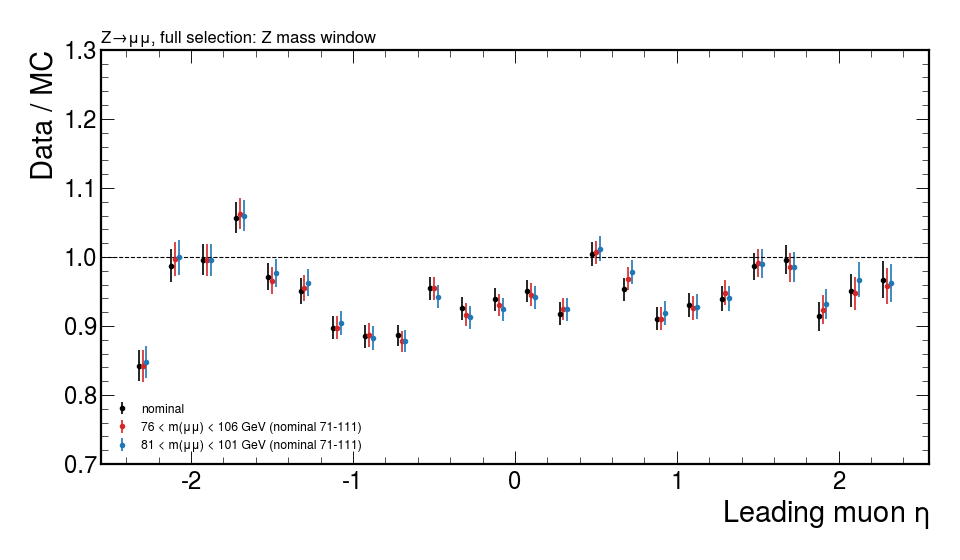 Z→μμ, full selection: Z mass window
Data / MC
1.3
1.2
1.1
1.0
0.9
0.8
0.7
nominal
76 < m(μμ) < 106 GeV (nominal 71-111)
81 < m(μμ) < 101 GeV (nominal 71-111)
-2 -1 0 1 2
Leading muon η